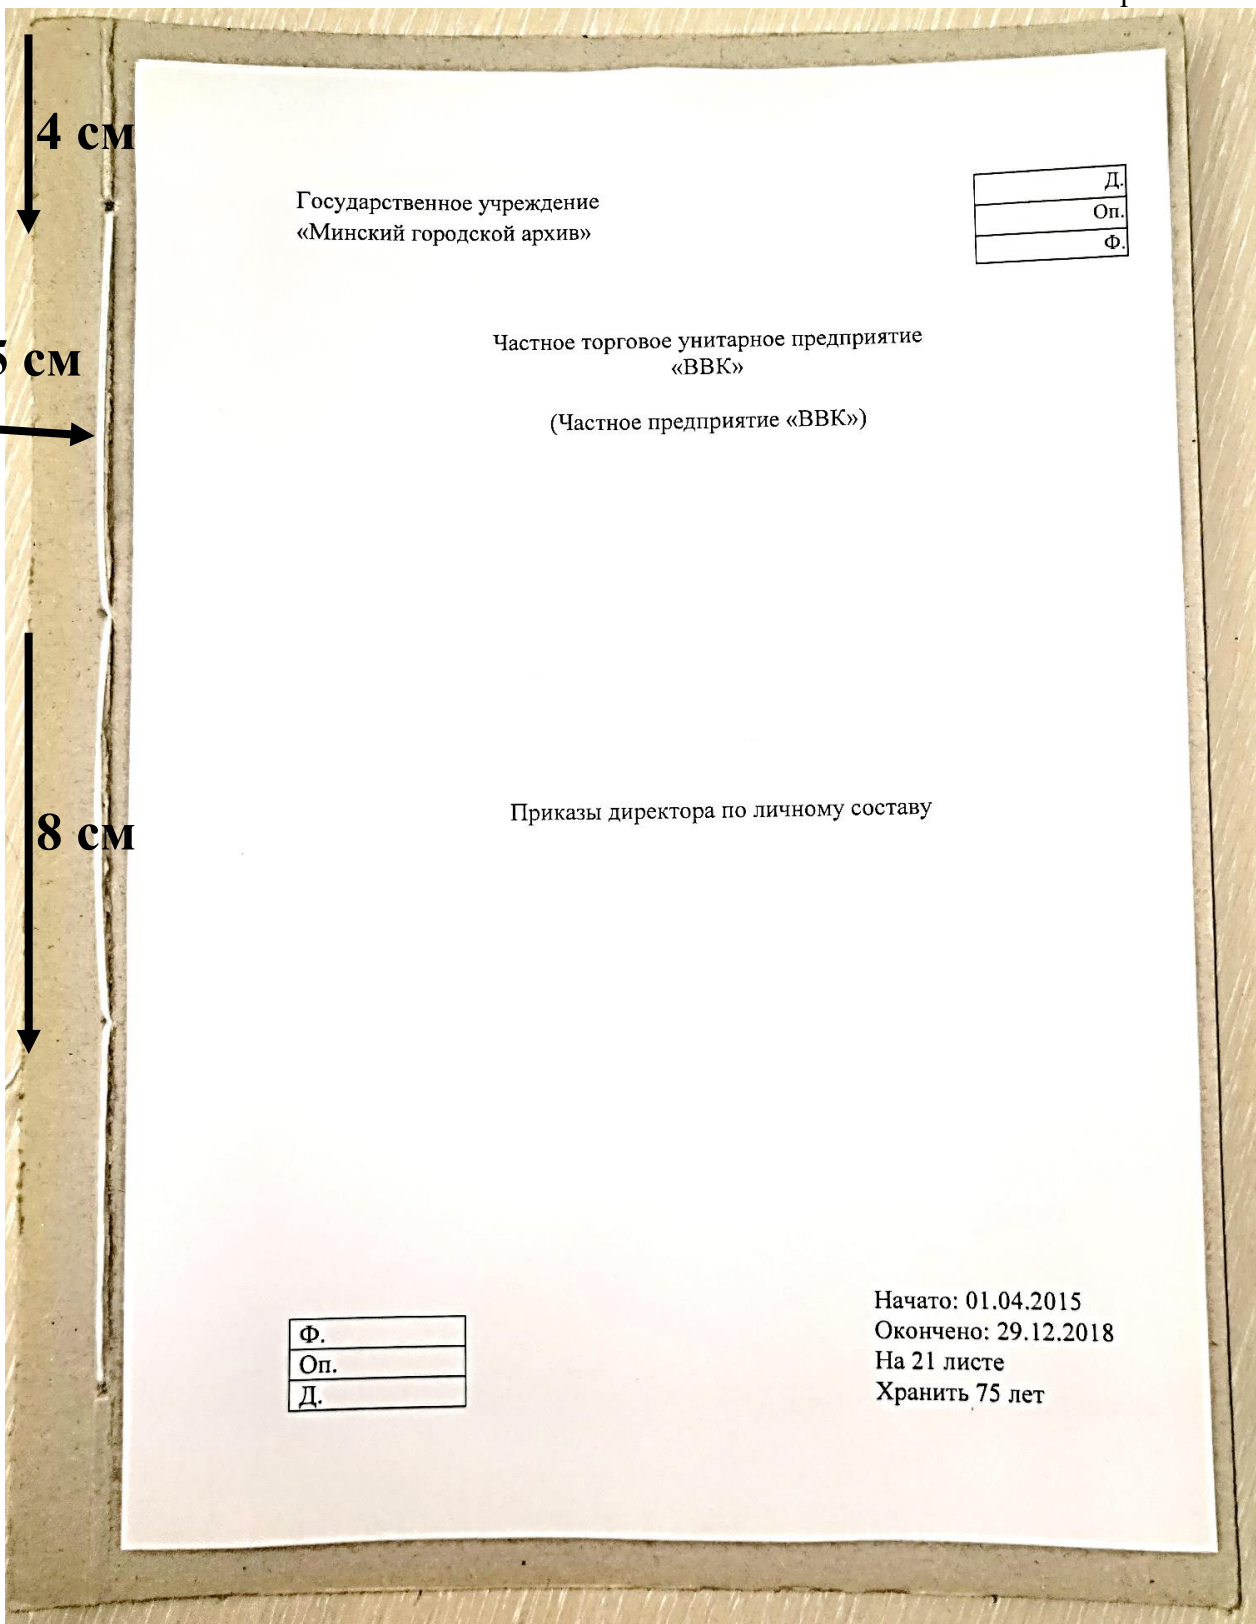 4 см
Государственное учреждение
«Минский городской архив»
Д.
Оп.
Ф.
Частное торговое унитарное предприятие
«ВВК»
5 см
(Частное предприятие «ВВК»)
Приказы директора по личному составу
8 см
Начато: 01.04.2015
Окончено: 29.12.2018
На 21 листе
Хранить 75 лет
Ф.
Оп.
Д.